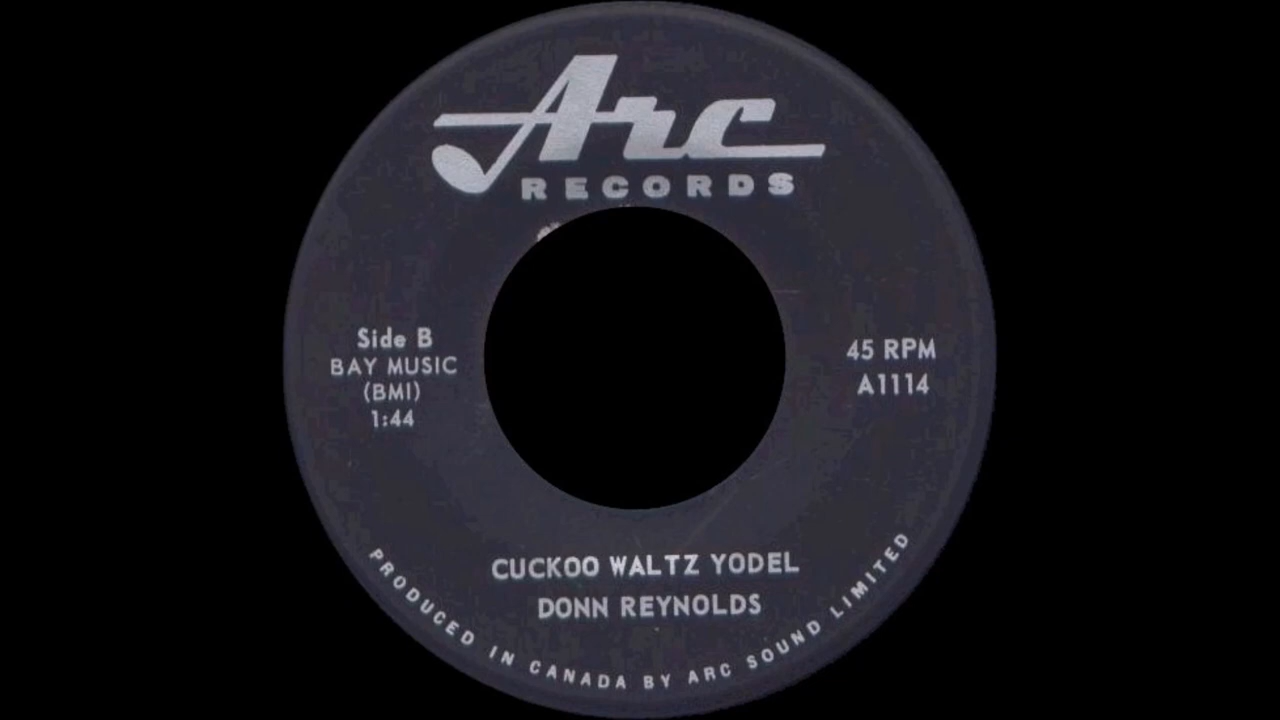 Arc
RECORDS
Side B
BAY MUSIC
(BMI)
1:44
45 RPM
A1114
CUCKOO WALTZ YODEL
DONN REYNOLDS
PRODUCED IN CANADA BY ARC SOUND LIMITED